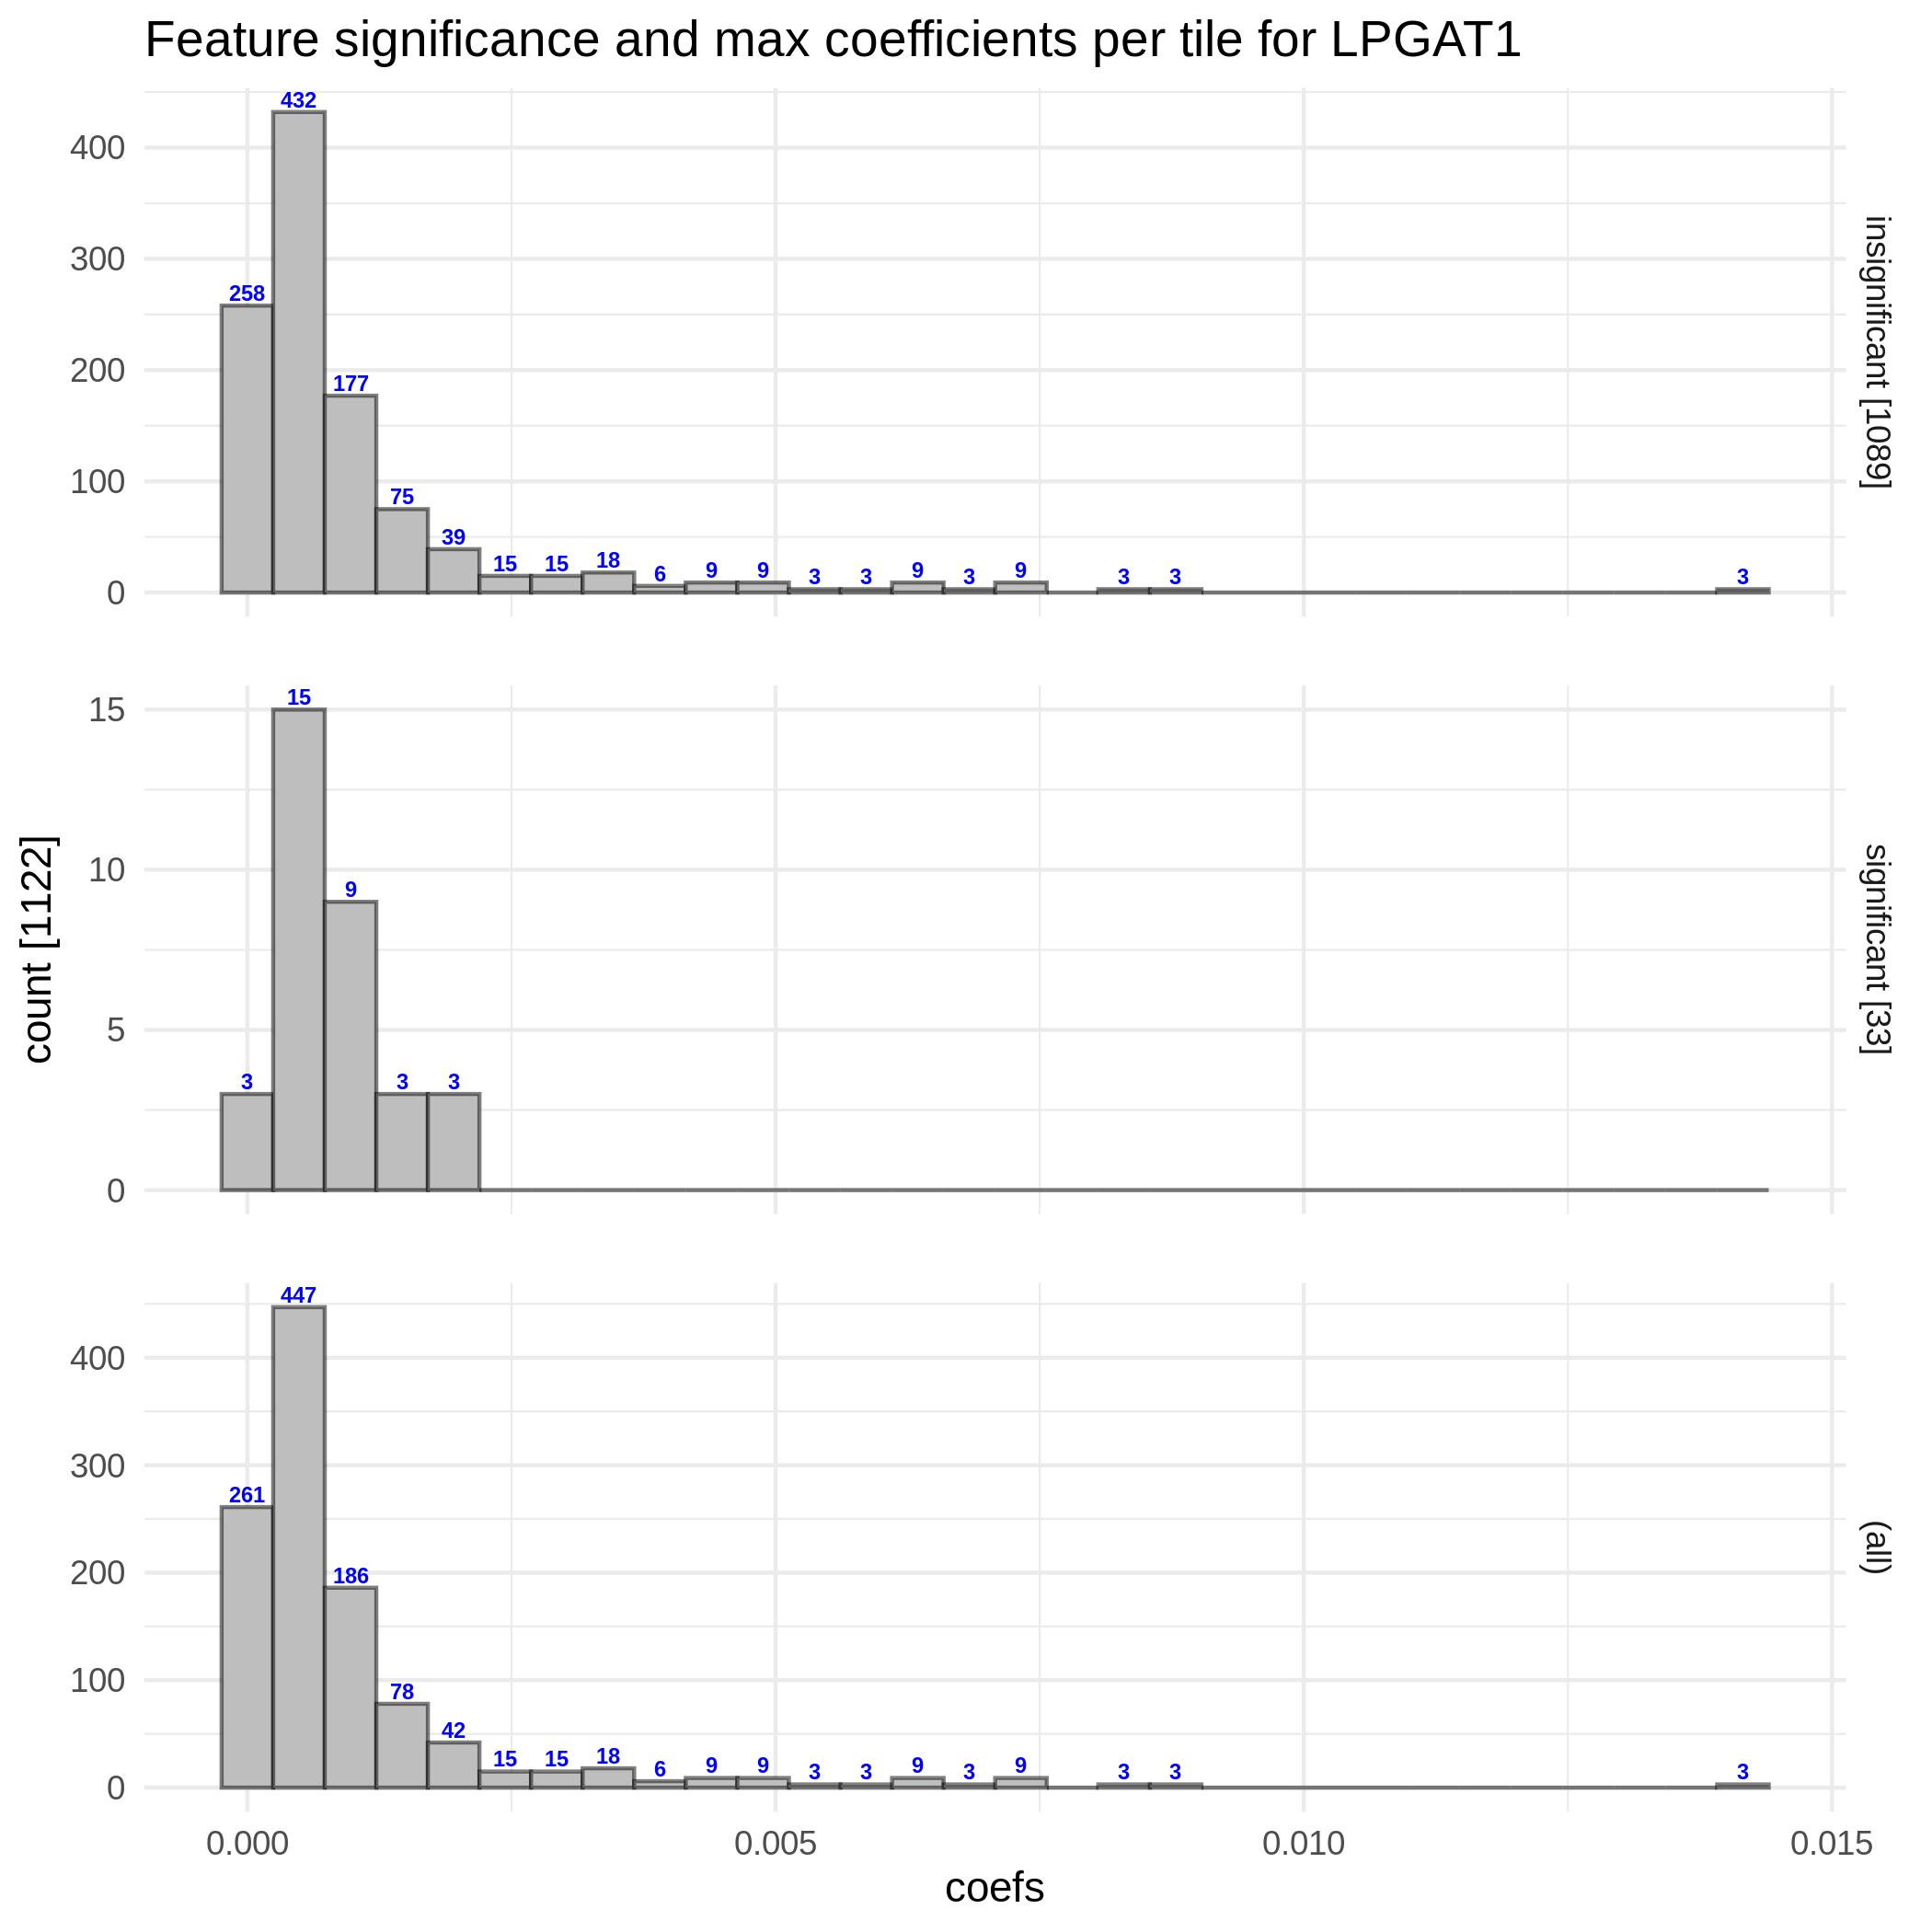 Feature significance and max coefficients per tile for LPGAT1
432
400
300
258
200
177
100
75
39
15 15 18 6 9 9 3 3 9 3 9 3 3 3
0
insignificant [1089]
15
15
10
9
5
3 3 3
0
significant [33]
count [1122]
447
400
300
261
200
186
100
78
42
15 15 18 6 9 9 3 3 9 3 9 3 3 3
0
(all)
0.000 0.005 0.010 0.015
coefs